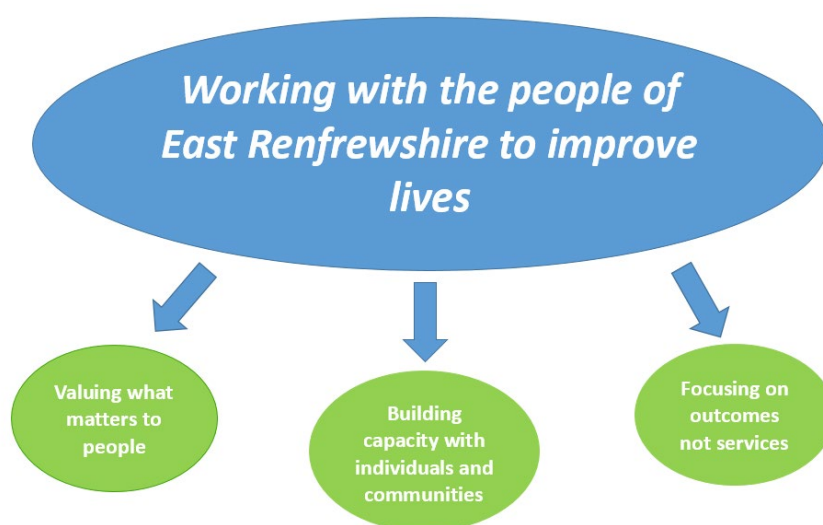 Working with the people of
East Renfrewshire to improve
lives
Valuing what
matters to
people
Building
capacity with
individuals and
communities
Focusing on
outcomes
not services